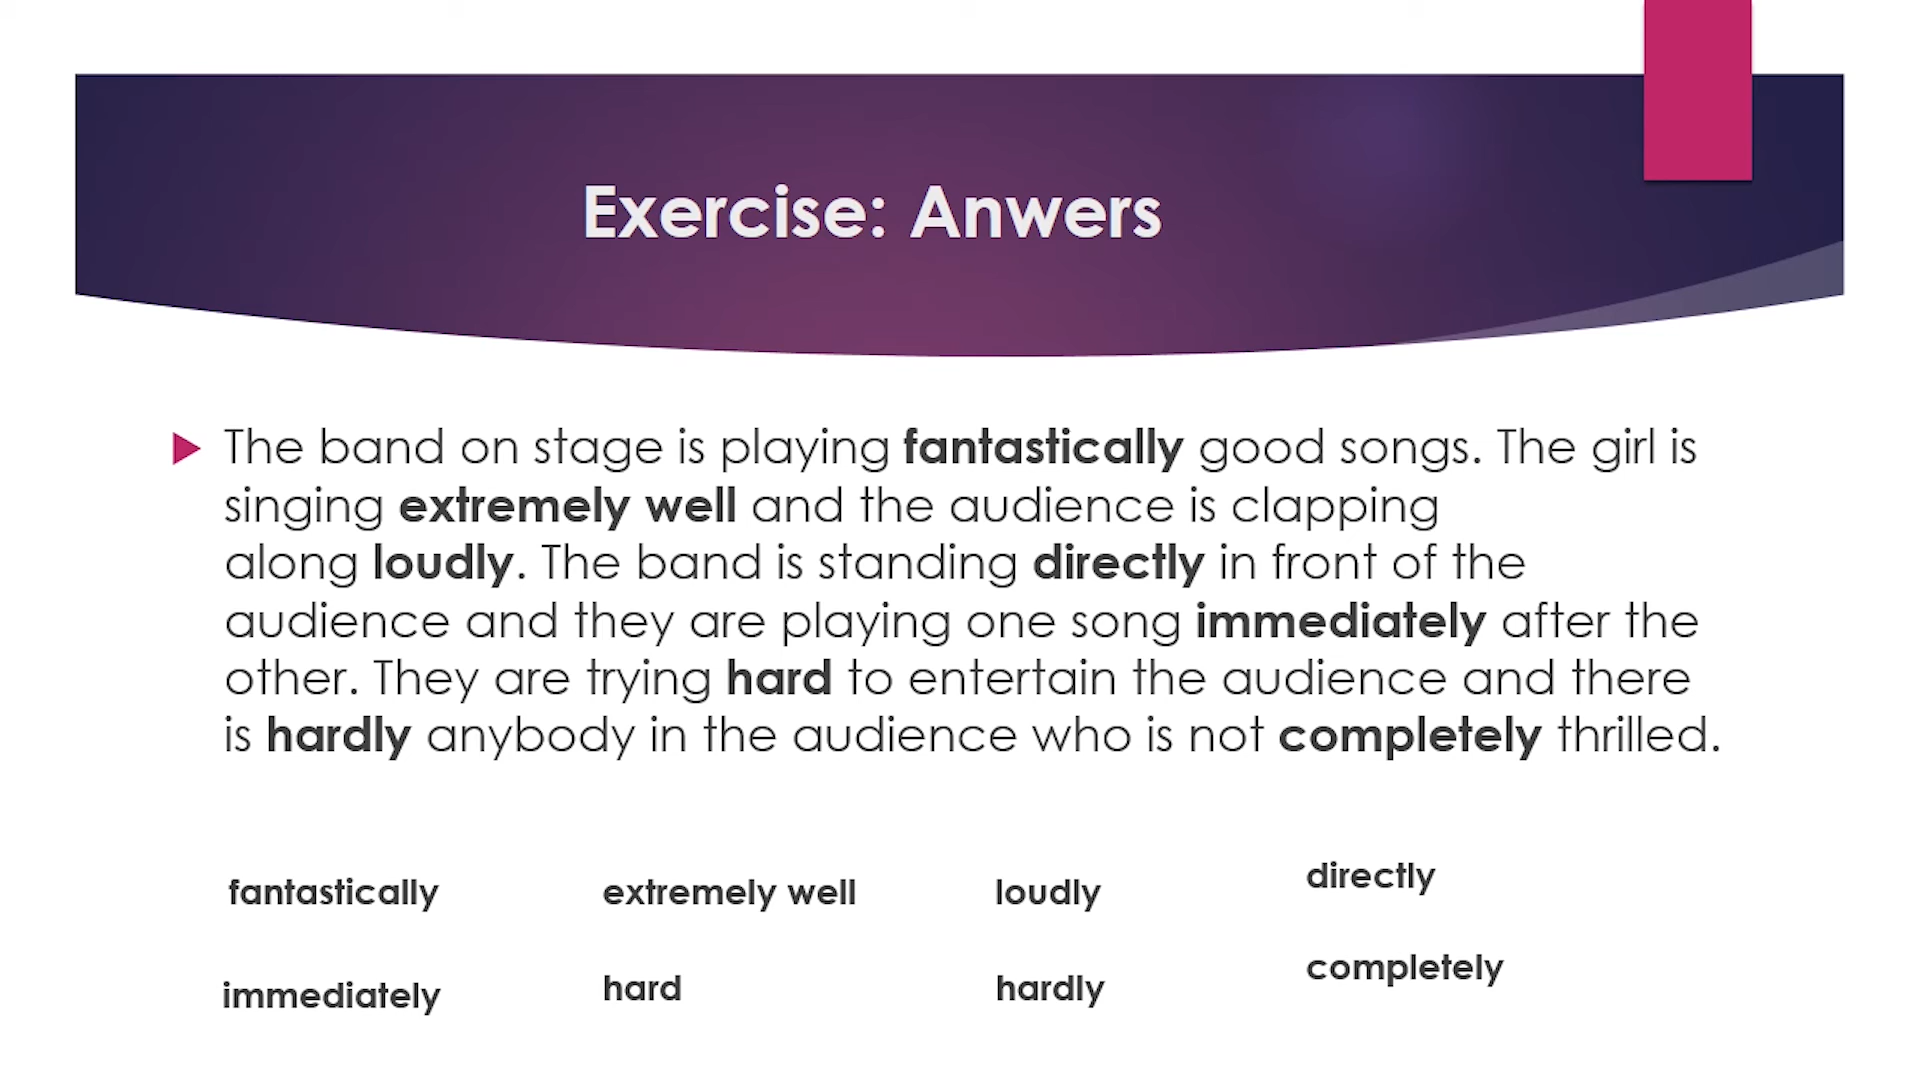 Exercise: Anwers
The band on stage is playing fantastically good songs. The girl is
singing extremely well and the audience is clapping
along loudly. The band is standing directly in front of the
audience and they are playing one song immediately after the
other. They are trying hard to entertain the audience and there
is hardly anybody in the audience who is not completely thrilled.
fantastically extremely well loudly directly
immediately hard hardly completely